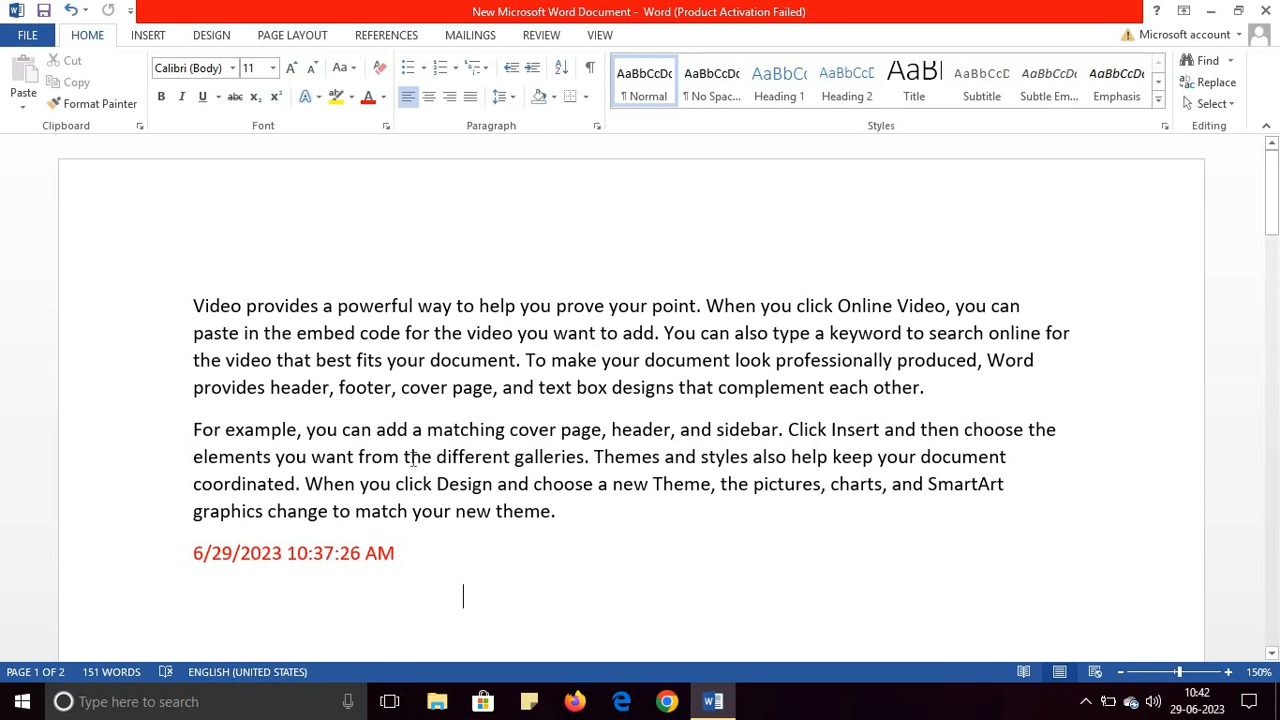 New Microsoft Word Document - Word (Product Activation Failed)
FILE HOME INSERT DESIGN PAGE LAYOUT REFERENCES MAILINGS REVIEW VIEW Microsoft account
Paste
Cut
Copy
Format Painter
Clipboard
Calibri (Body) 11
Font
Paragraph
AaBbCcDc AaBbCcDc AaBbC AaBbCcC AaBl AaBbCcC AaBbCcDc AaBbCcDc
¶ Normal ¶ No Spac... Heading 1 Heading 2 Title Subtitle Subtle Em... Emphasis
Styles
Find
Replace
Select
Editing
Video provides a powerful way to help you prove your point. When you click Online Video, you can
paste in the embed code for the video you want to add. You can also type a keyword to search online for
the video that best fits your document. To make your document look professionally produced, Word
provides header, footer, cover page, and text box designs that complement each other.
For example, you can add a matching cover page, header, and sidebar. Click Insert and then choose the
elements you want from the different galleries. Themes and styles also help keep your document
coordinated. When you click Design and choose a new Theme, the pictures, charts, and SmartArt
graphics change to match your new theme.
6/29/2023 10:37:26 AM
PAGE 1 OF 2 151 WORDS ENGLISH (UNITED STATES) 150%
Type here to search
10:42
29-06-2023